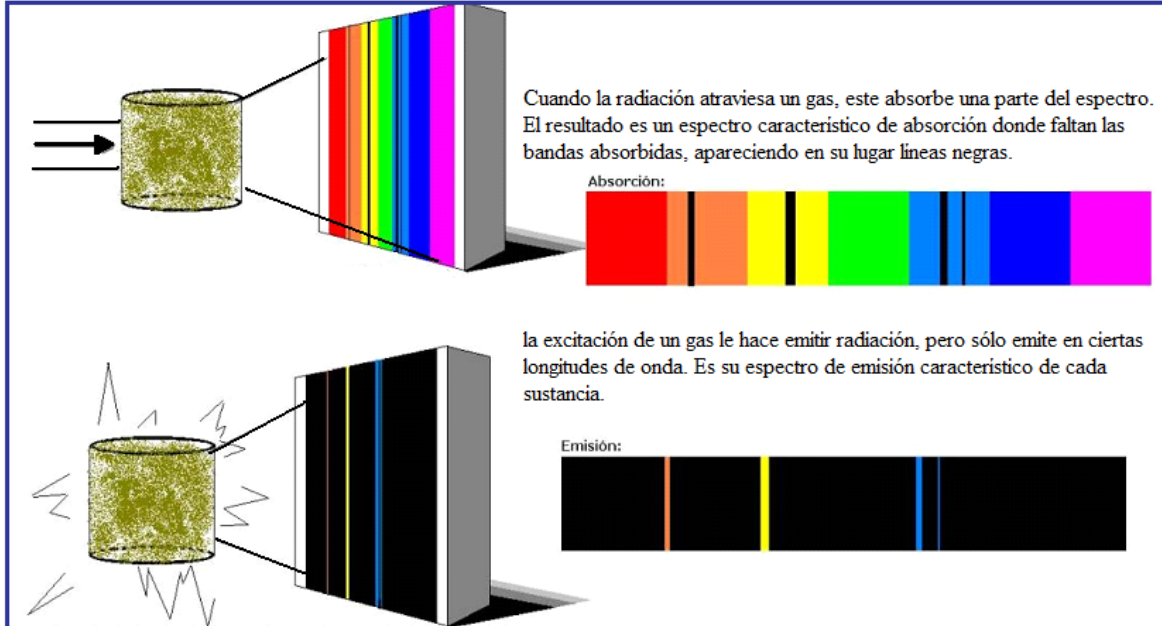 Cuando la radiación atraviesa un gas, este absorbe una parte del espectro.
El resultado es un espectro característico de absorción donde faltan las
bandas absorbidas, apareciendo en su lugar líneas negras.
Absorción:
la excitación de un gas le hace emitir radiación, pero sólo emite en ciertas
longitudes de onda. Es su espectro de emisión característico de cada
sustancia.
Emisión: